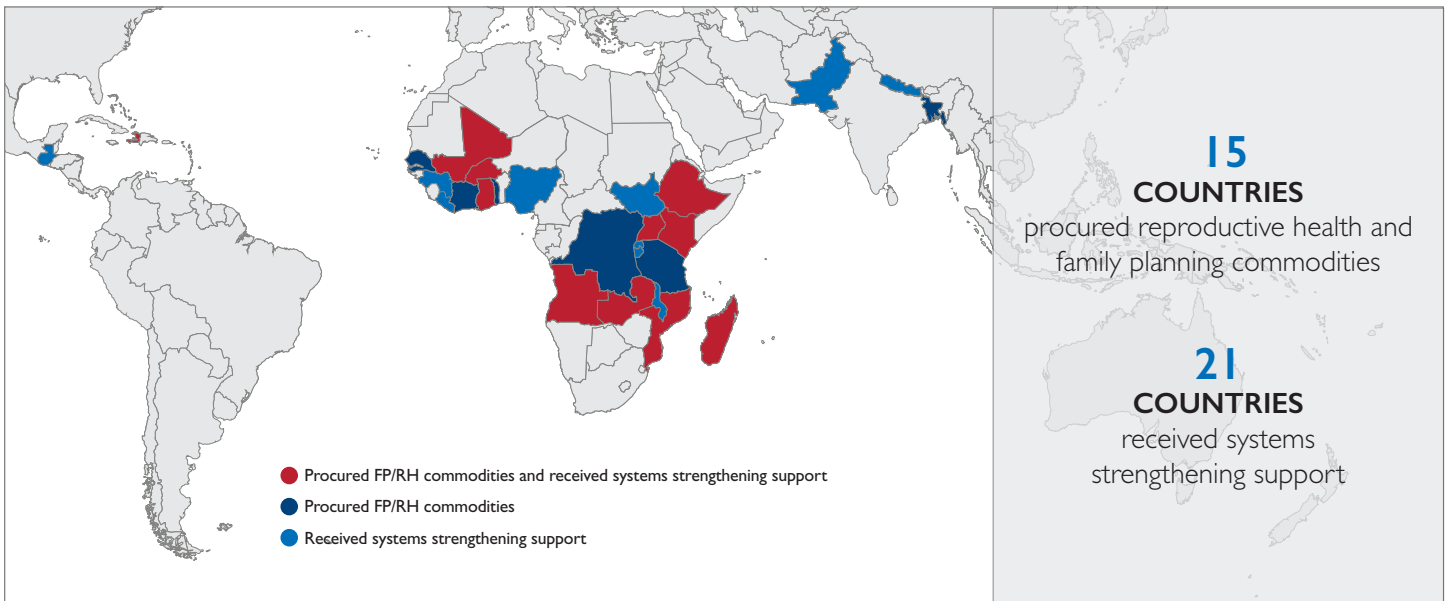 15
COUNTRIES
procured reproductive health and
family planning commodities
21
COUNTRIES
received systems
strengthening support
Procured FP/RH commodities and received systems strengthening support
Procured FP/RH commodities
Received systems strengthening support